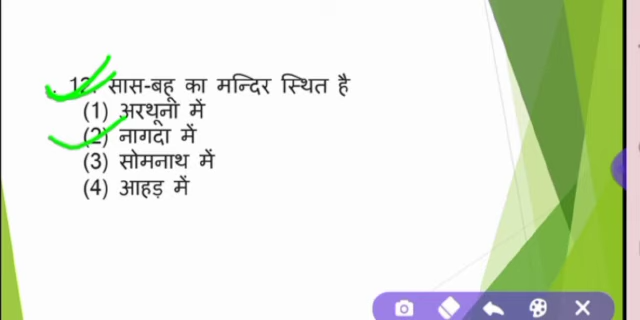 12. सास-बहू का मन्दिर स्थित है
(1) अरथूना में
(2) नागदा में
(3) सोमनाथ में
(4) आहड़ में